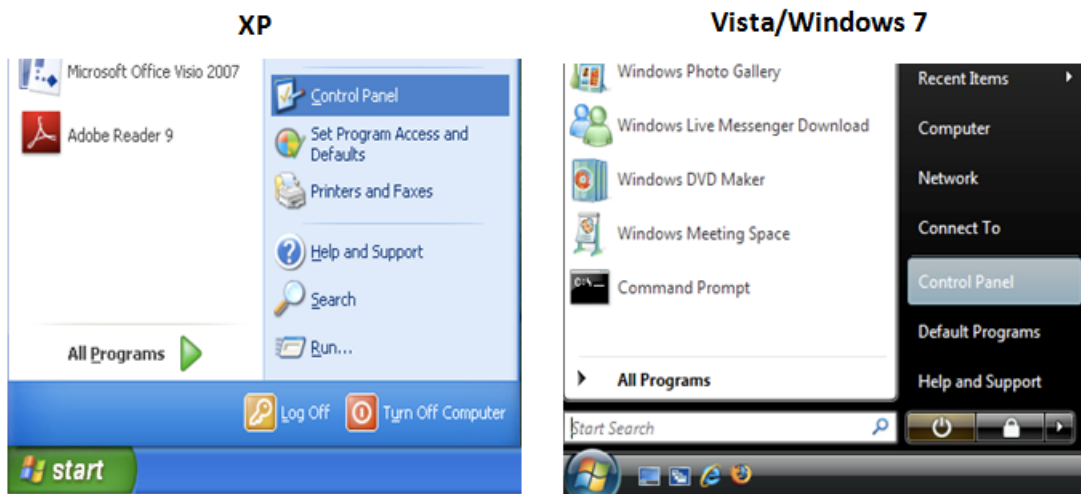 XP
Vista/Windows 7
Microsoft Office Visio 2007
Adobe Reader 9
All Programs
Control Panel
Set Program Access and
Defaults
Printers and Faxes
Help and Support
Search
Run...
Log Off
Turn Off Computer
start
Windows Photo Gallery
Windows Live Messenger Download
Windows DVD Maker
Windows Meeting Space
C:\_
Command Prompt
All Programs
Start Search
Recent Items
Computer
Network
Connect To
Control Panel
Default Programs
Help and Support